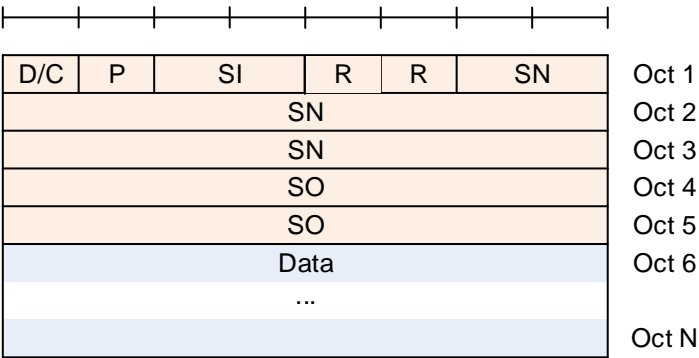 D/C P SI R R SN Oct 1
SN Oct 2
SN Oct 3
SO Oct 4
SO Oct 5
Data Oct 6
...
Oct N